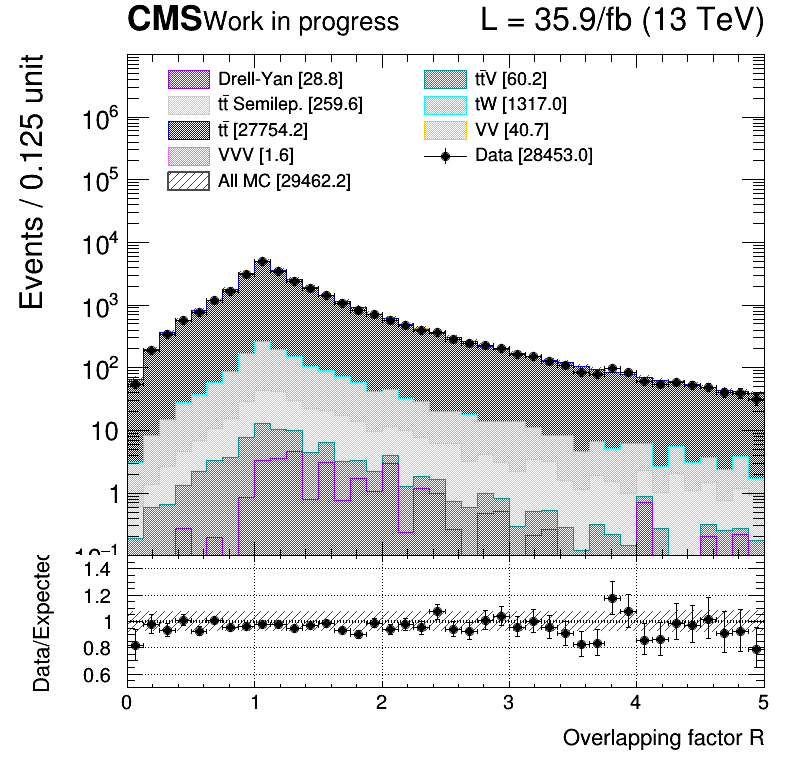 CMS Work in progress L = 35.9/fb (13 TeV)
Events / 0.125 unit
Drell-Yan [28.8]
tt̄ Semilep. [259.6]
tt̄ [27754.2]
VVV [1.6]
All MC [29462.2]
tt̄V [60.2]
tW [1317.0]
VV [40.7]
Data [28453.0]
10⁶
10⁵
10⁴
10³
10²
10
1
10⁻¹
Data/Expected
1.4
1.2
1
0.8
0.6
0 1 2 3 4 5
Overlapping factor R